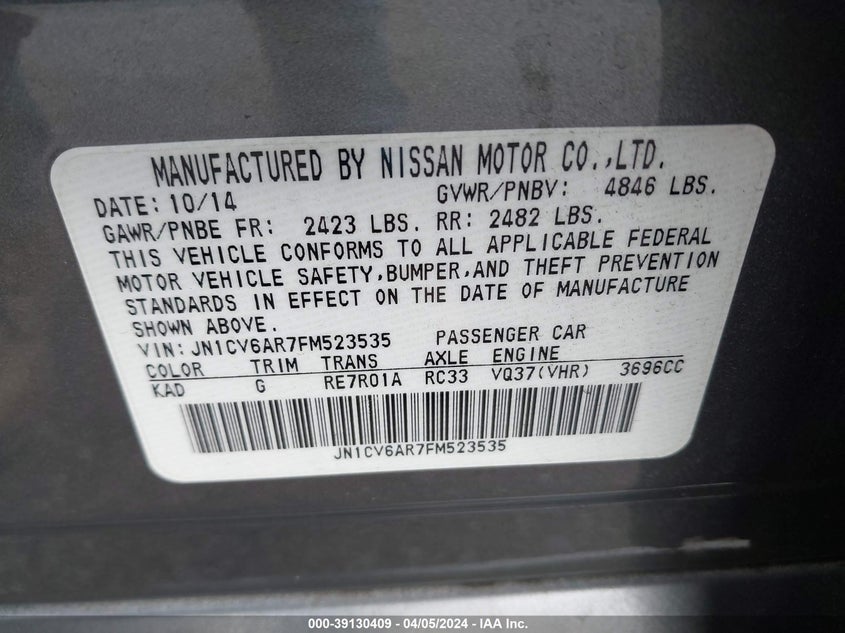 MANUFACTURED BY NISSAN MOTOR CO.,LTD.
DATE: 10/14 GVWR/PNBV: 4846 LBS.
GAWR/PNBE FR: 2423 LBS. RR: 2482 LBS.
THIS VEHICLE CONFORMS TO ALL APPLICABLE FEDERAL
MOTOR VEHICLE SAFETY,BUMPER,AND THEFT PREVENTION
STANDARDS IN EFFECT ON THE DATE OF MANUFACTURE
SHOWN ABOVE.
VIN: JN1CV6AR7FM523535 PASSENGER CAR
COLOR TRIM TRANS AXLE ENGINE
KAD G RE7R01A RC33 VQ37(VHR) 3696CC
JN1CV6AR7FM523535
000-39130409 - 04/05/2024 - IAA Inc.